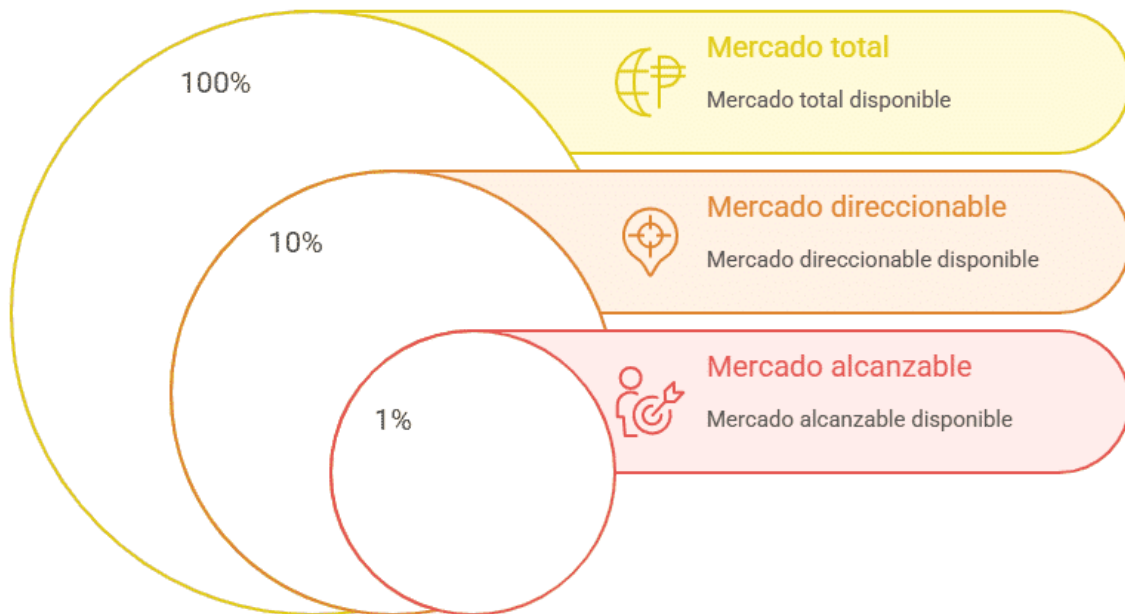 100%
Mercado total
Mercado total disponible
10%
Mercado direccionable
Mercado direccionable disponible
1%
Mercado alcanzable
Mercado alcanzable disponible